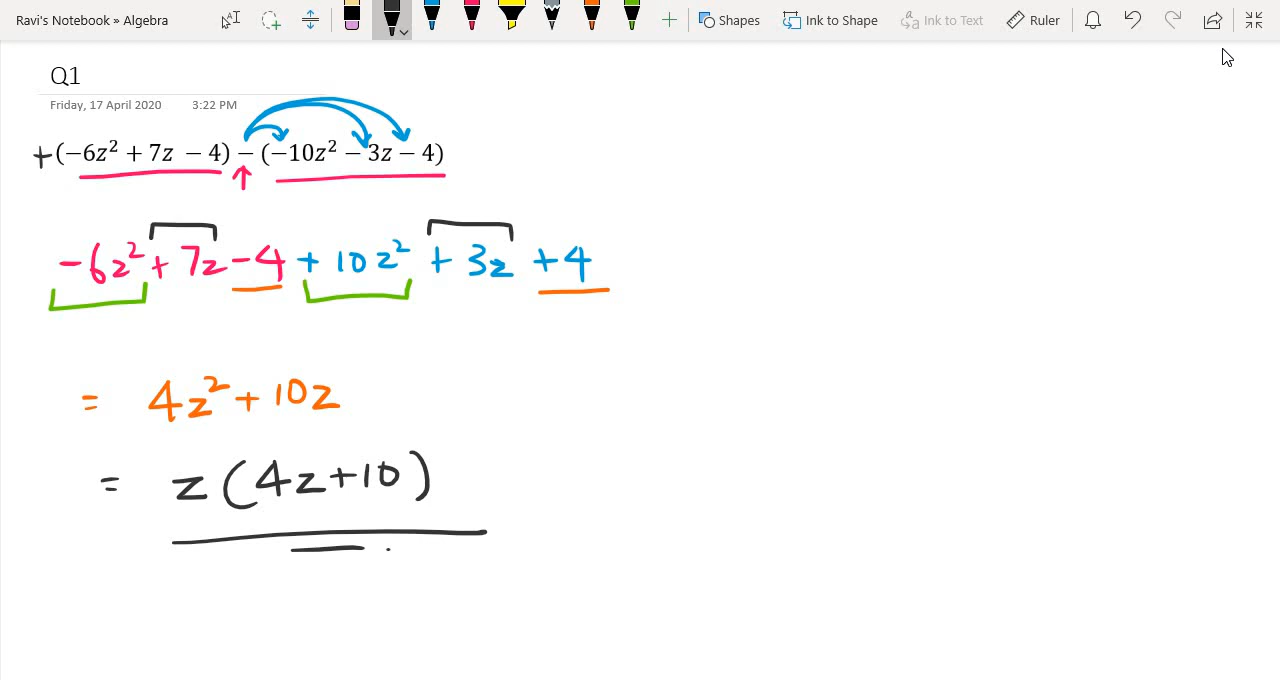 Ravi's Notebook » Algebra
Shapes Ink to Shape Ink to Text Ruler
Q1
Friday, 17 April 2020 3:22 PM
+(−6z² + 7z − 4) − (−10z² − 3z − 4)
-6z² + 7z - 4 + 10z² + 3z + 4
= 4z² + 10z
= z(4z+10)